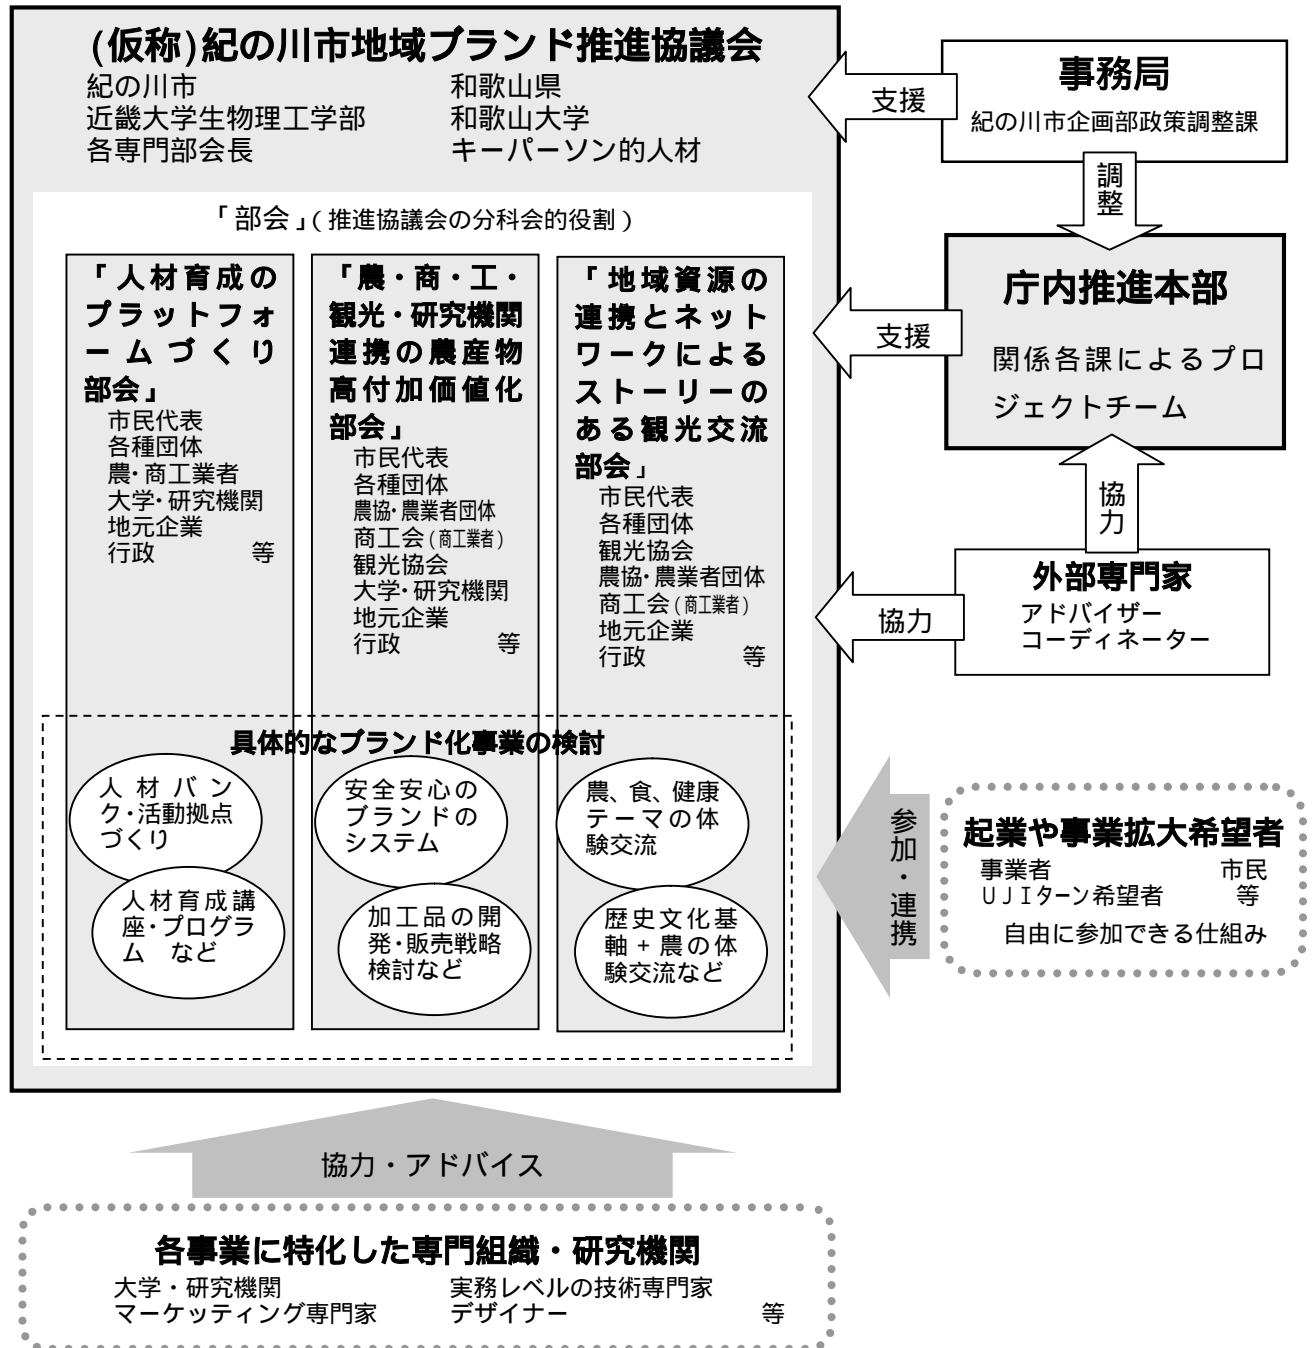 (仮称)紀の川市地域ブランド推進協議会
紀の川市 和歌山県
近畿大学生物理工学部 和歌山大学
各専門部会長 キーパーソン的人材
「部会」(推進協議会の分科会的役割)
「人材育成の
プラットフォ
ームづくり
部会」
市民代表
各種団体
農・商工業者
大学・研究機関
地元企業
行政 等
「農・商・工・
観光・研究機関
連携の農産物
高付加価値化
部会」
市民代表
各種団体
農協・農業者団体
商工会(商工業者)
観光協会
大学・研究機関
地元企業
行政 等
「地域資源の
連携とネット
ワークによる
ストーリーの
ある観光交流
部会」
市民代表
各種団体
観光協会
農協・農業者団体
商工会(商工業者)
地元企業
行政 等
具体的なブランド化事業の検討
人材バン
ク・活動拠点
づくり
人材育成講
座・プログラ
ム など
安全安心の
ブランドの
システム
加工品の開
発・販売戦略
検討など
農、食、健康
テーマの体
験交流
歴史文化基
軸+農の体
験交流など
支援
事務局
紀の川市企画部政策調整課
調整
支援
庁内推進本部
関係各課によるプロ
ジェクトチーム
協力
協力
外部専門家
アドバイザー
コーディネーター
参加・連携
起業や事業拡大希望者
事業者 市民
UJIターン希望者 等
自由に参加できる仕組み
協力・アドバイス
各事業に特化した専門組織・研究機関
大学・研究機関 実務レベルの技術専門家
マーケッティング専門家 デザイナー 等